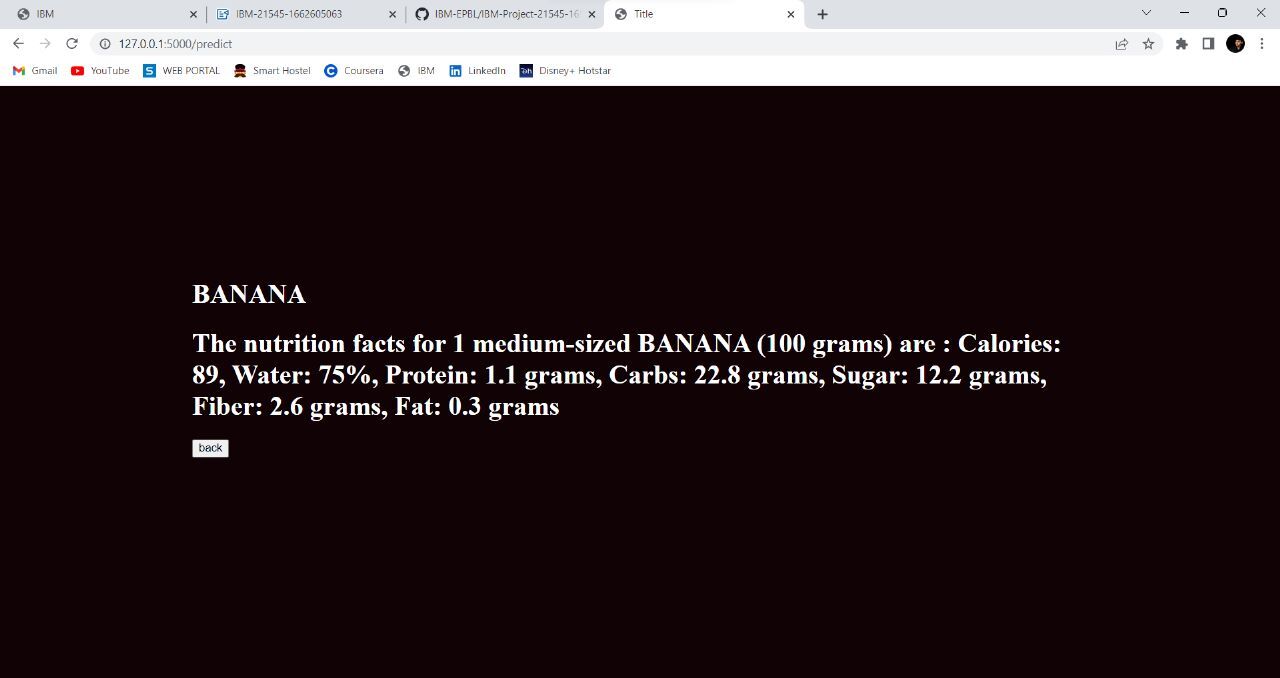 IBM
IBM-21545-1662605063
IBM-EPBL/IBM-Project-21545-16
Title
127.0.0.1:5000/predict
Gmail
YouTube
S
WEB PORTAL
Smart Hostel
C
Coursera
IBM
in
LinkedIn
Disney+ Hotstar
BANANA
The nutrition facts for 1 medium-sized BANANA (100 grams) are : Calories:
89, Water: 75%, Protein: 1.1 grams, Carbs: 22.8 grams, Sugar: 12.2 grams,
Fiber: 2.6 grams, Fat: 0.3 grams
back